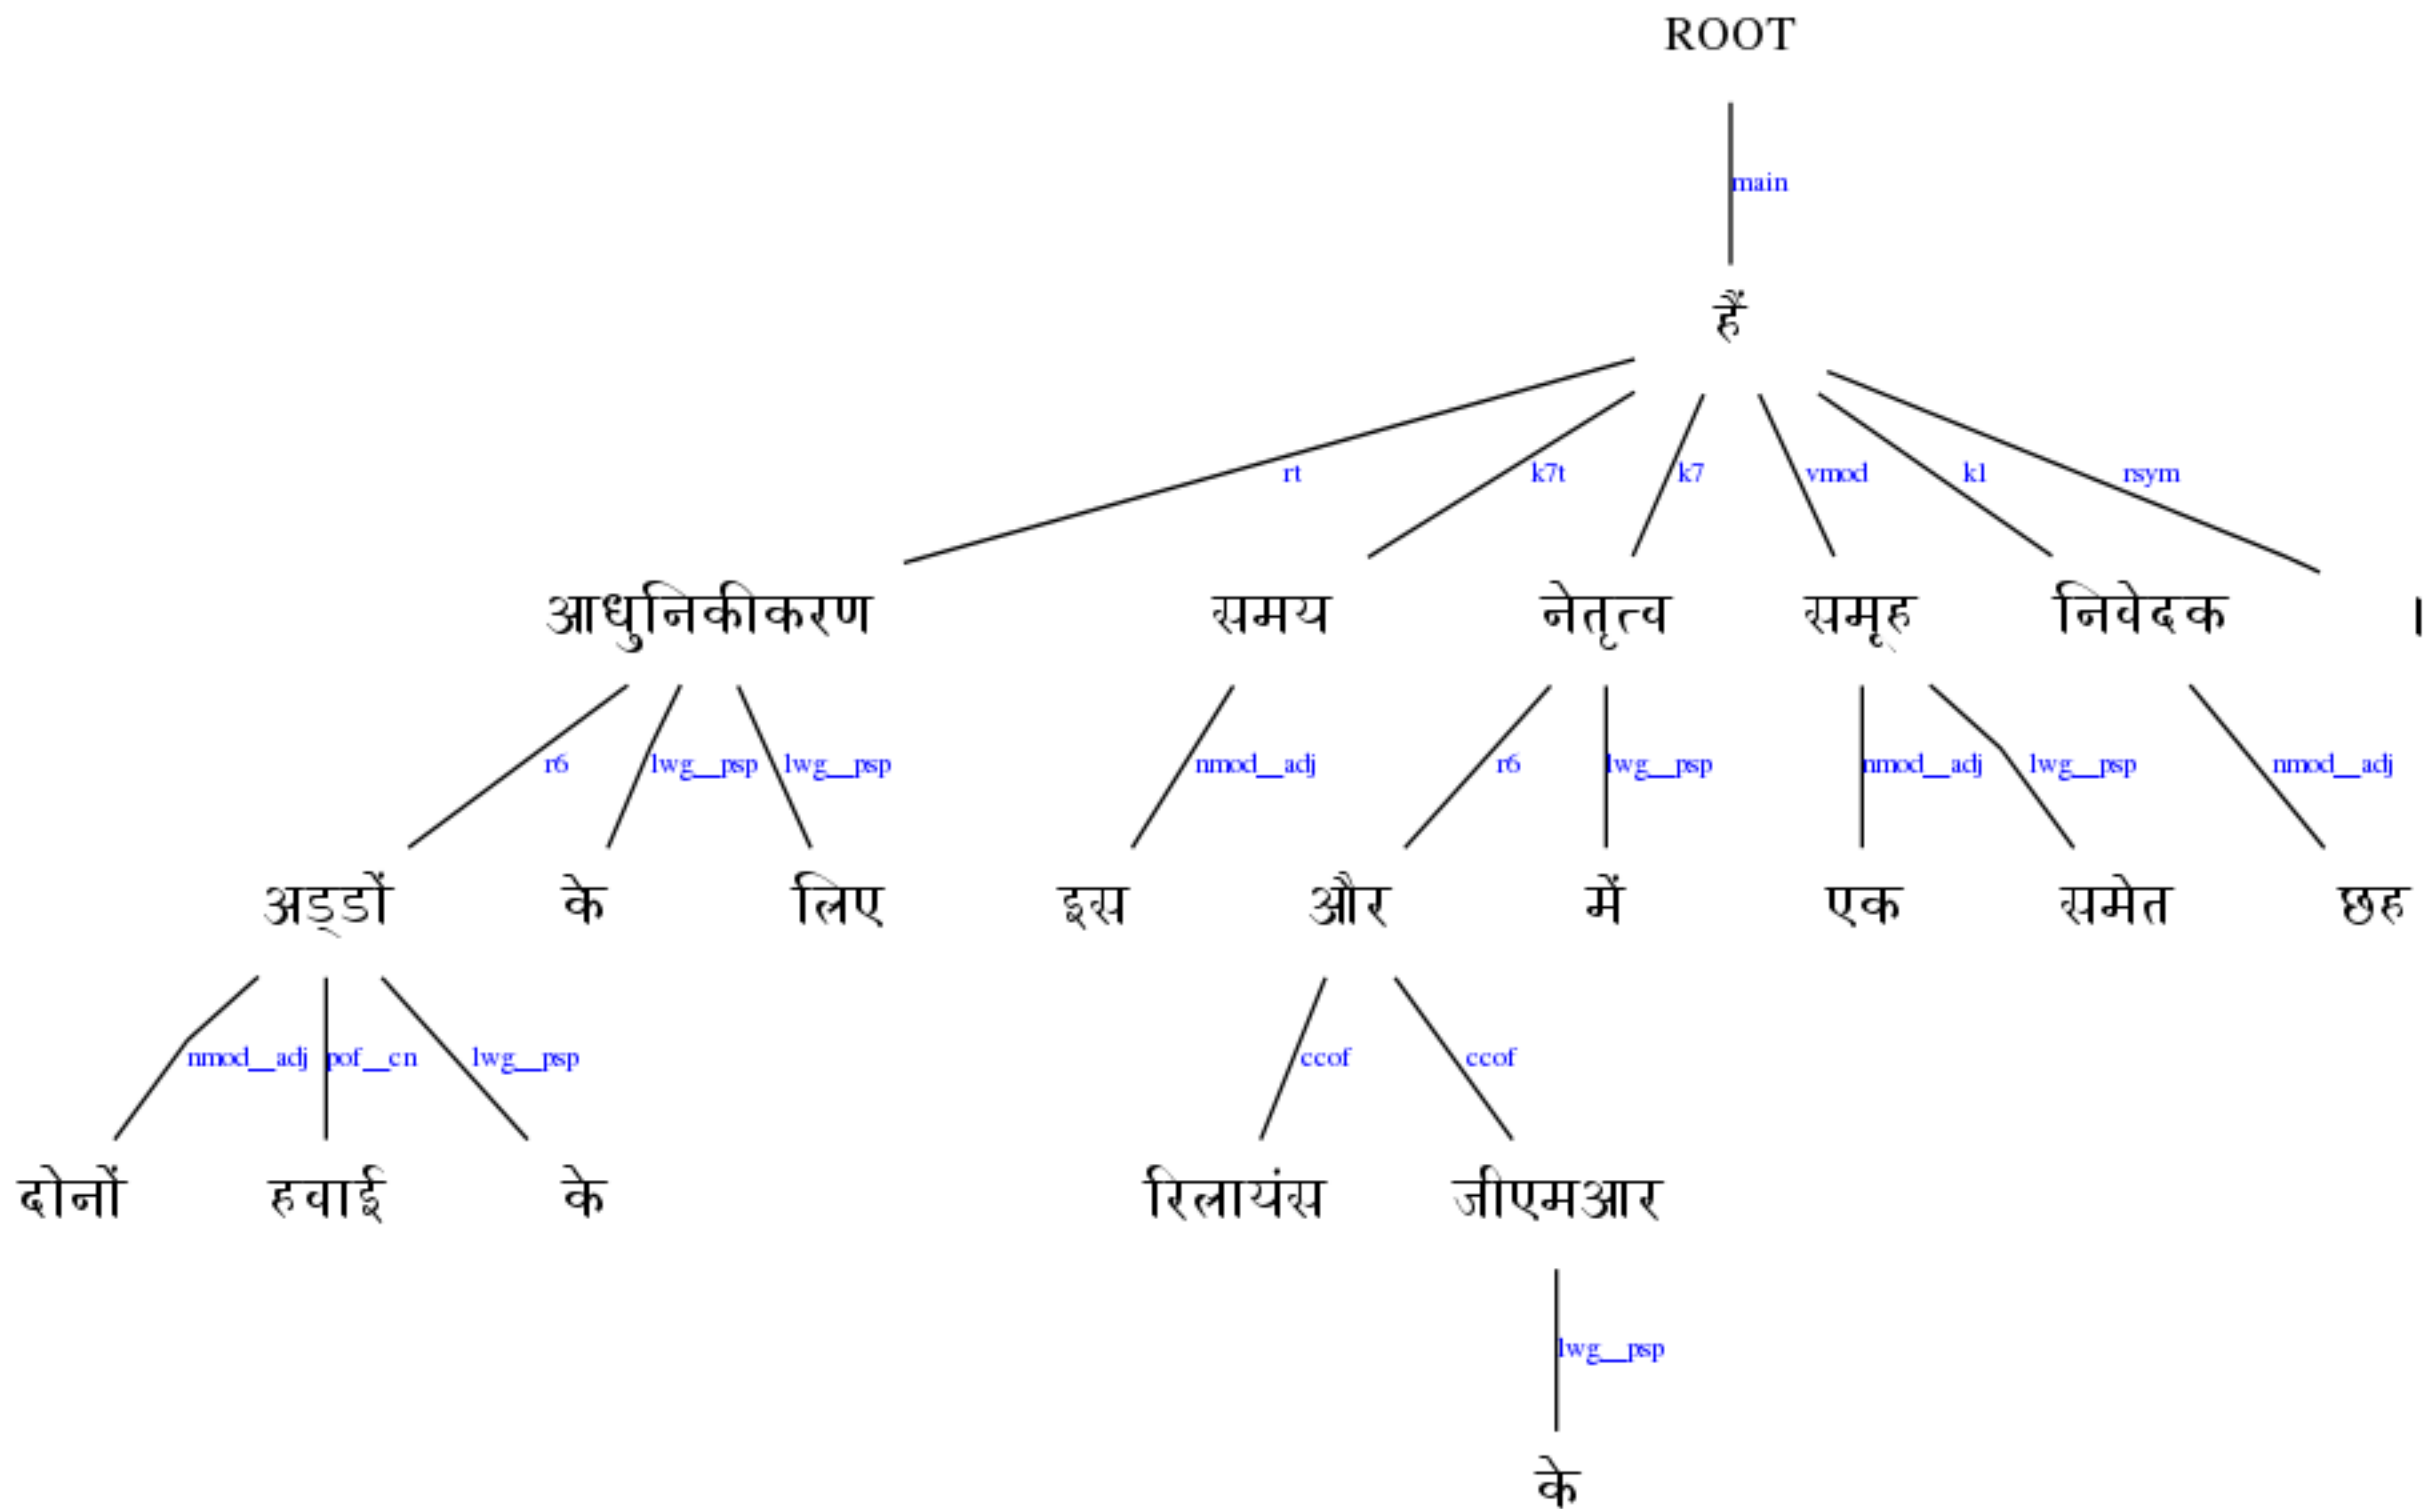 ROOT
main
हैं
rt k7t k7 vmod k1 rsym
आधुनिकीकरण समय नेतृत्व समूह निवेदक ।
r6 lwg__psp lwg__psp nmod__adj r6 lwg__psp nmod__adj lwg__psp nmod__adj
अड्डों के लिए इस और में एक समेत छह
nmod__adj pof__cn lwg__psp ccof ccof
दोनों हवाई के रिलायंस जीएमआर
lwg__psp
के